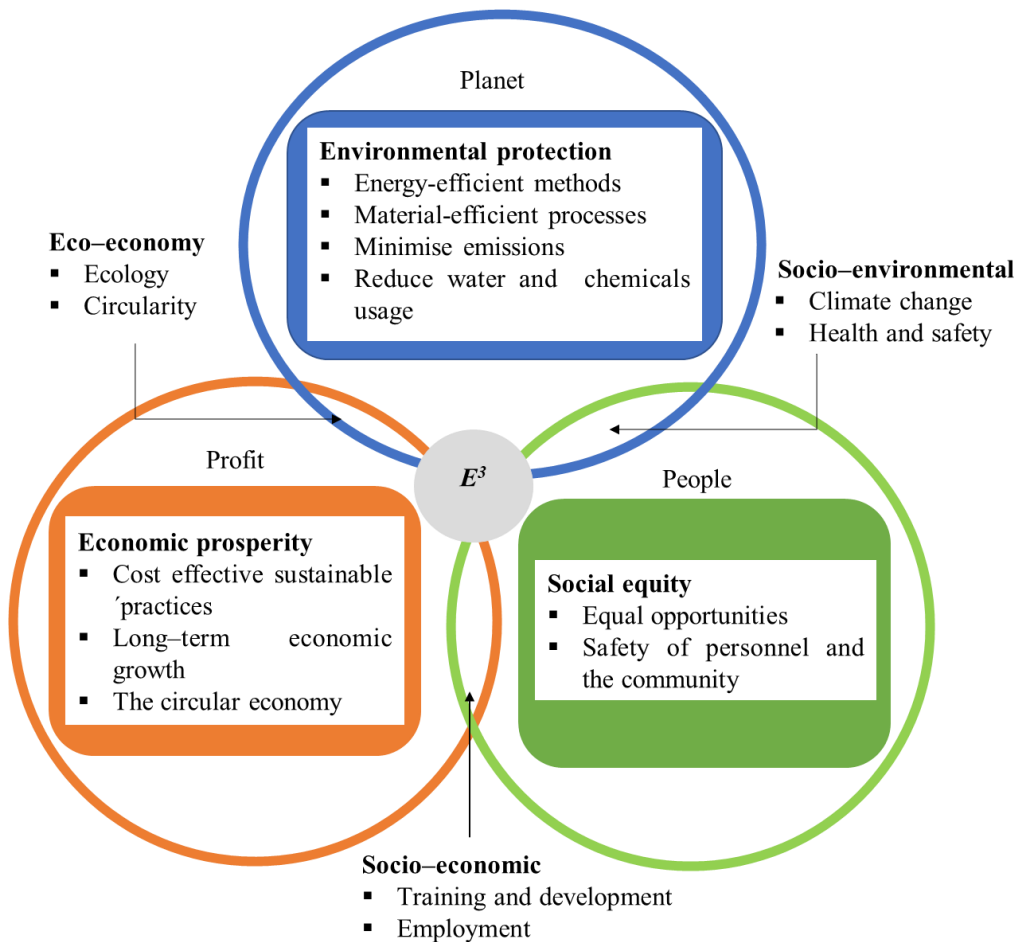 Planet
Environmental protection
▪ Energy-efficient methods
▪ Material-efficient processes
▪ Minimise emissions
▪ Reduce water and chemicals
usage
Eco–economy
▪ Ecology
▪ Circularity
Socio–environmental
▪ Climate change
▪ Health and safety
E³
Profit
Economic prosperity
▪ Cost effective sustainable
´practices
▪ Long–term economic
growth
▪ The circular economy
People
Social equity
▪ Equal opportunities
▪ Safety of personnel and
the community
Socio–economic
▪ Training and development
▪ Employment